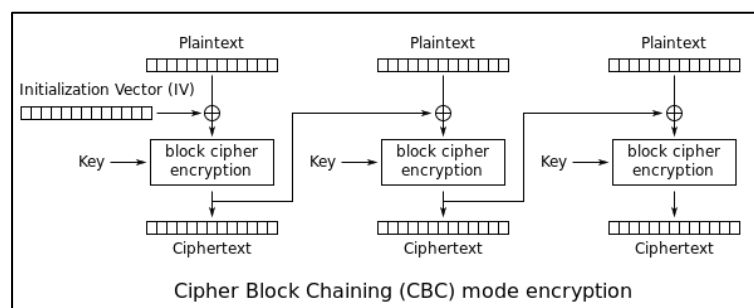 Plaintext Plaintext Plaintext
Initialization Vector (IV)
Key block cipher encryption Key block cipher encryption Key block cipher encryption
Ciphertext Ciphertext Ciphertext
Cipher Block Chaining (CBC) mode encryption